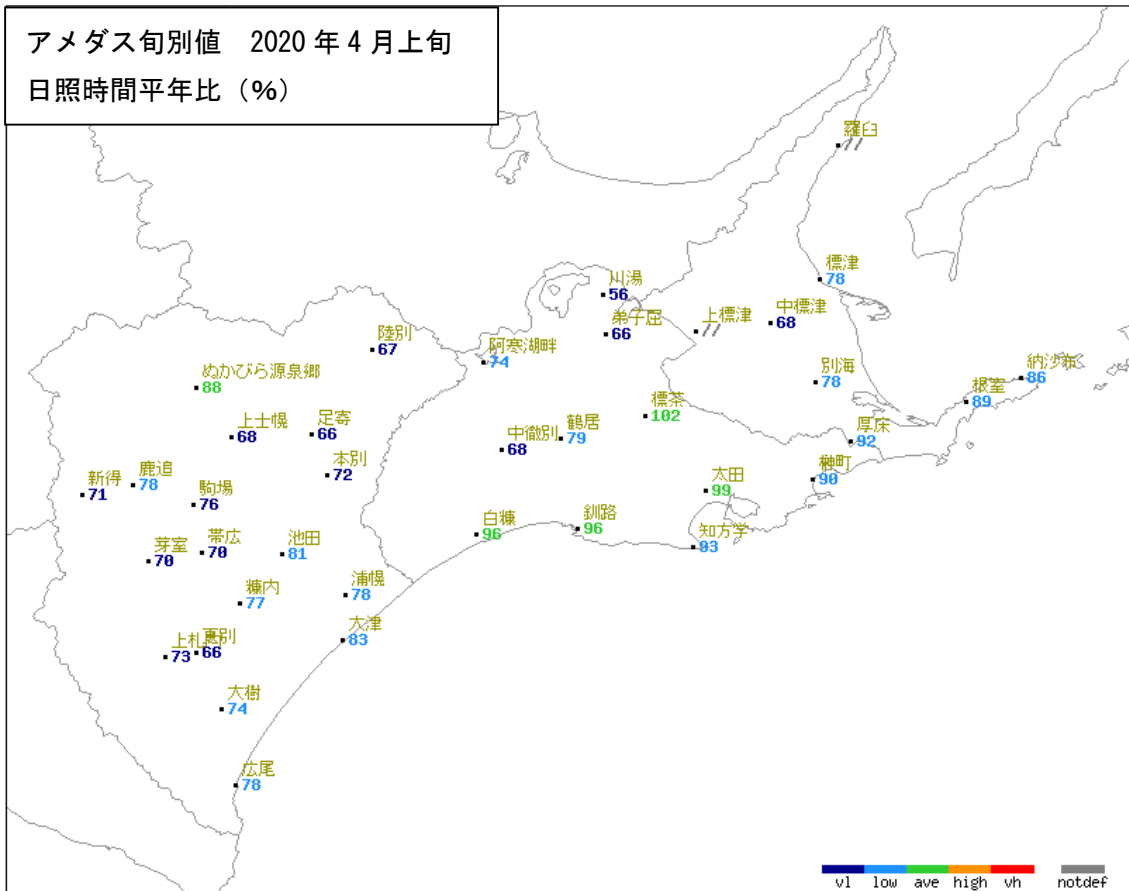 アメダス旬別値 2020年4月上旬
日照時間平年比（%）
羅臼
//
標津
78
川湯
56
中標津
68
上標津
//
弟子屈
66
陸別
67
阿寒湖畔
74
ぬかびら源泉郷
88
別海
78
納沙布
86
根室
89
標茶
102
上士幌
68
足寄
66
鶴居
79
中徹別
68
厚床
92
本別
72
榊町
90
新得
71
鹿追
78
駒場
76
太田
99
白糠
96
釧路
96
知方学
93
芽室
70
帯広
70
池田
81
浦幌
78
糠内
77
大津
83
上札
73
更別
66
大樹
74
広尾
78
vl low ave high vh notdef